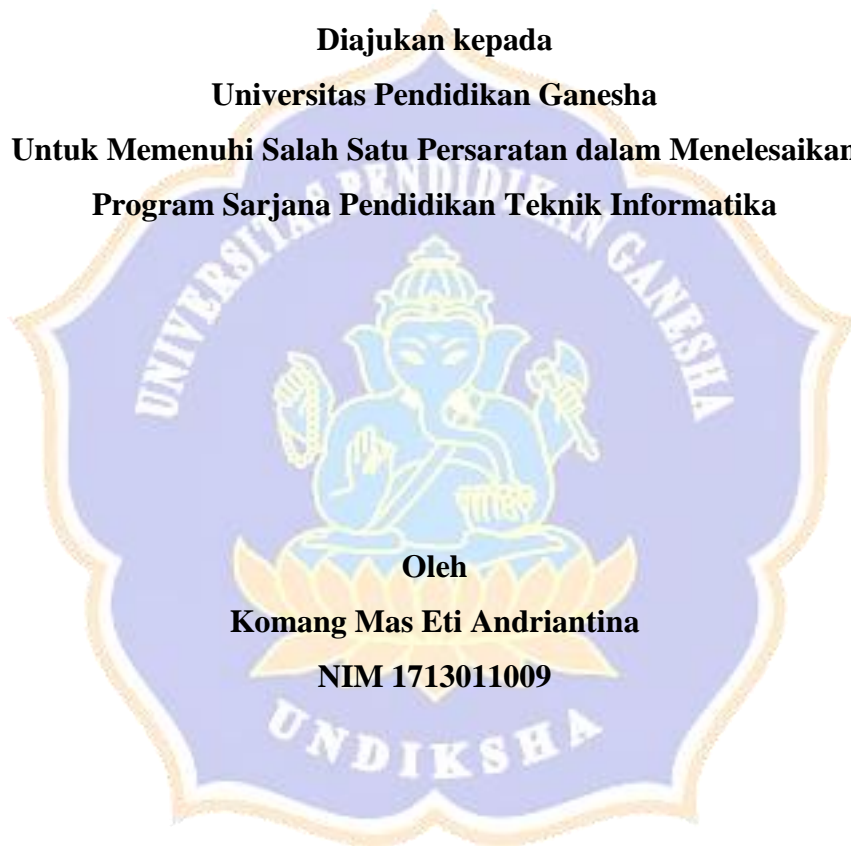 Diajukan kepada
Universitas Pendidikan Ganesha
Untuk Memenuhi Salah Satu Persaratan dalam Menelesaikan
Program Sarjana Pendidikan Teknik Informatika
UNIVERSITAS PENDIDIKAN GANESHA
Oleh
Komang Mas Eti Andriantina
NIM 1713011009
UNDIKSHA